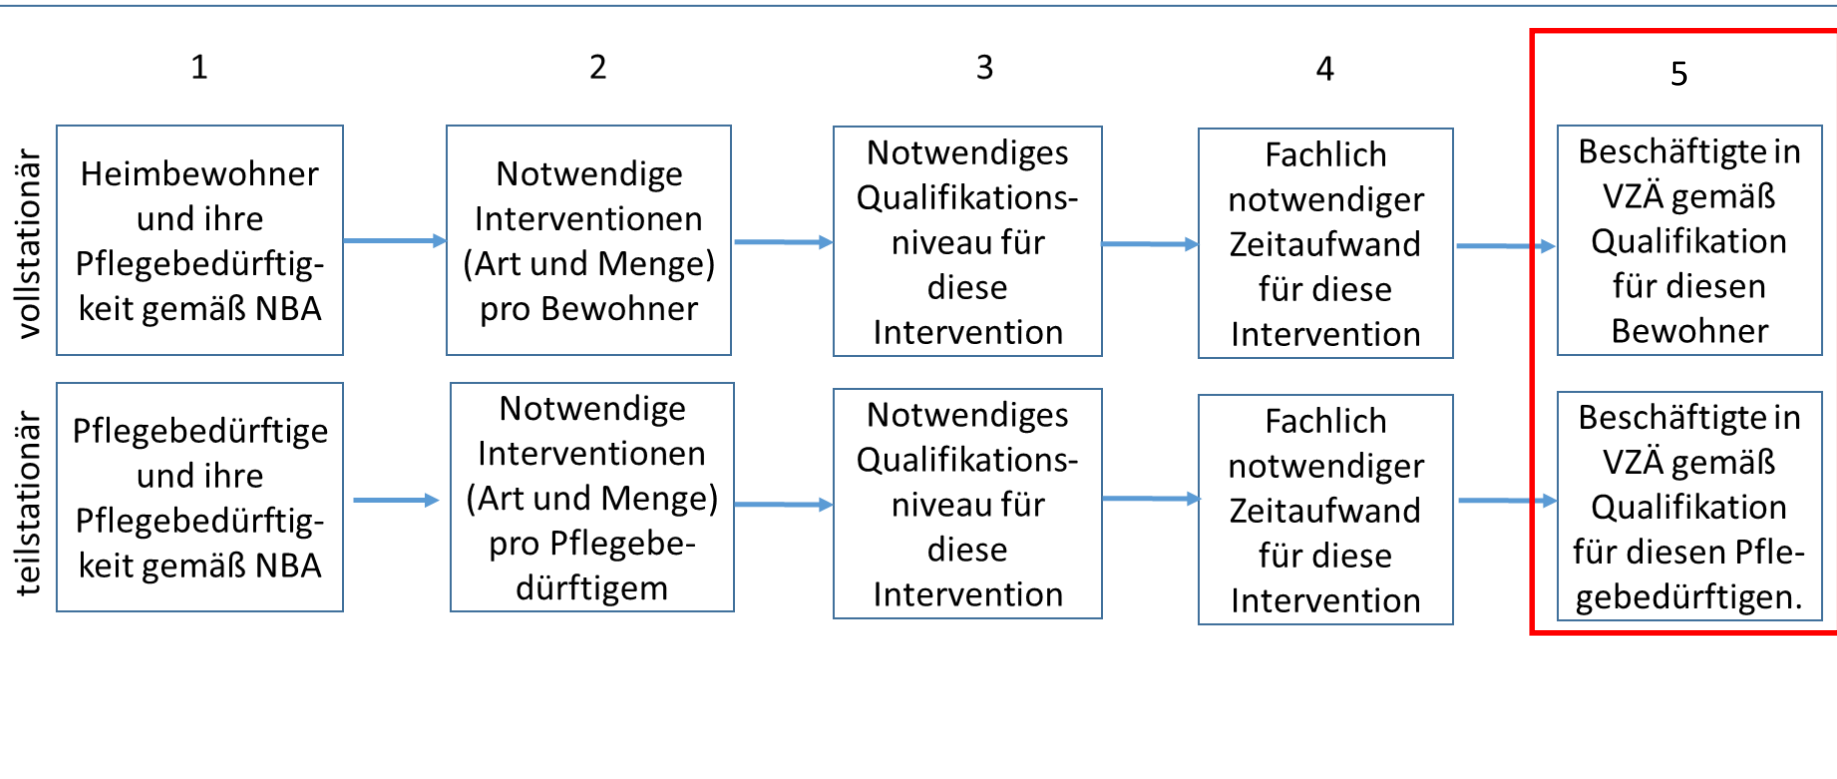 1
2
3
4
5
vollstationär
Heimbewohner
und ihre
Pflegebedürftig-
keit gemäß NBA
Notwendige
Interventionen
(Art und Menge)
pro Bewohner
Notwendiges
Qualifikations-
niveau für
diese
Intervention
Fachlich
notwendiger
Zeitaufwand
für diese
Intervention
Beschäftigte in
VZÄ gemäß
Qualifikation
für diesen
Bewohner
teilstationär
Pflegebedürftige
und ihre
Pflegebedürftig-
keit gemäß NBA
Notwendige
Interventionen
(Art und Menge)
pro Pflegebe-
dürftigem
Notwendiges
Qualifikations-
niveau für
diese
Intervention
Fachlich
notwendiger
Zeitaufwand
für diese
Intervention
Beschäftigte in
VZÄ gemäß
Qualifikation
für diesen Pfle-
gebedürftigen.